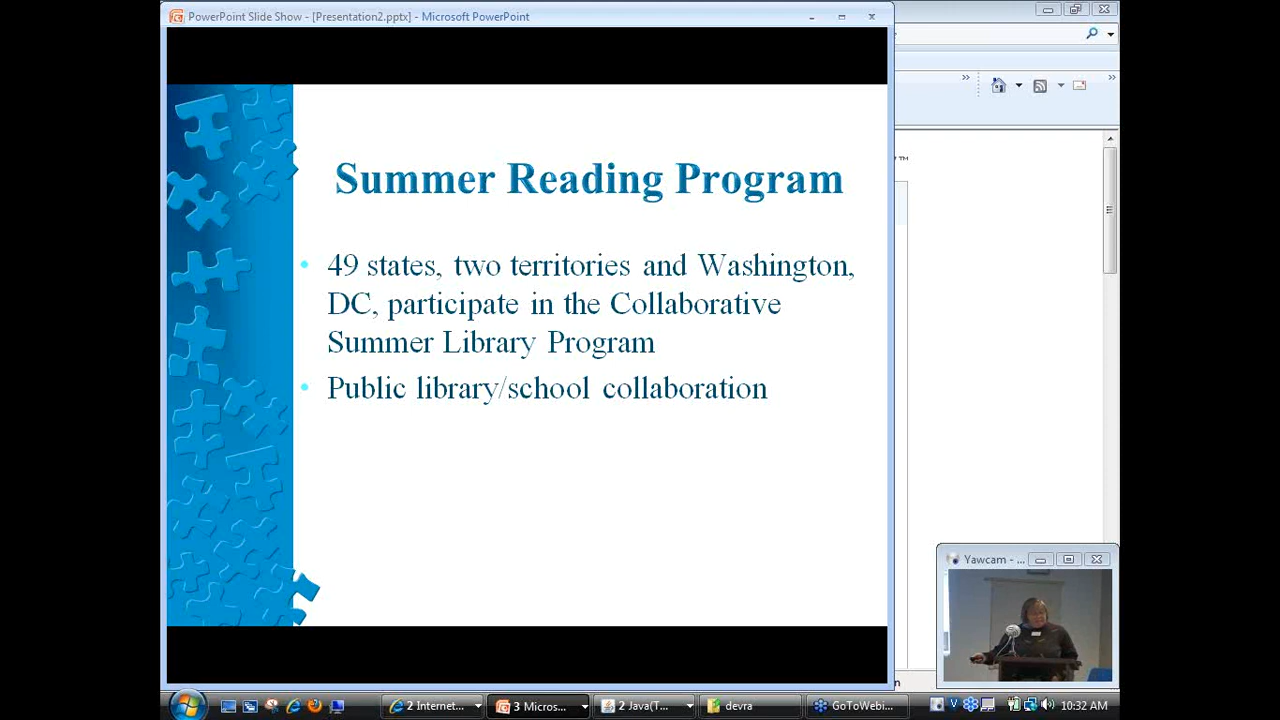 PowerPoint Slide Show - [Presentation2.pptx] - Microsoft PowerPoint
Summer Reading Program
• 49 states, two territories and Washington,
DC, participate in the Collaborative
Summer Library Program
• Public library/school collaboration
Yawcam - ...
2 Internet...
3 Micros...
2 Java(T...
devra
GoToWebi...
10:32 AM